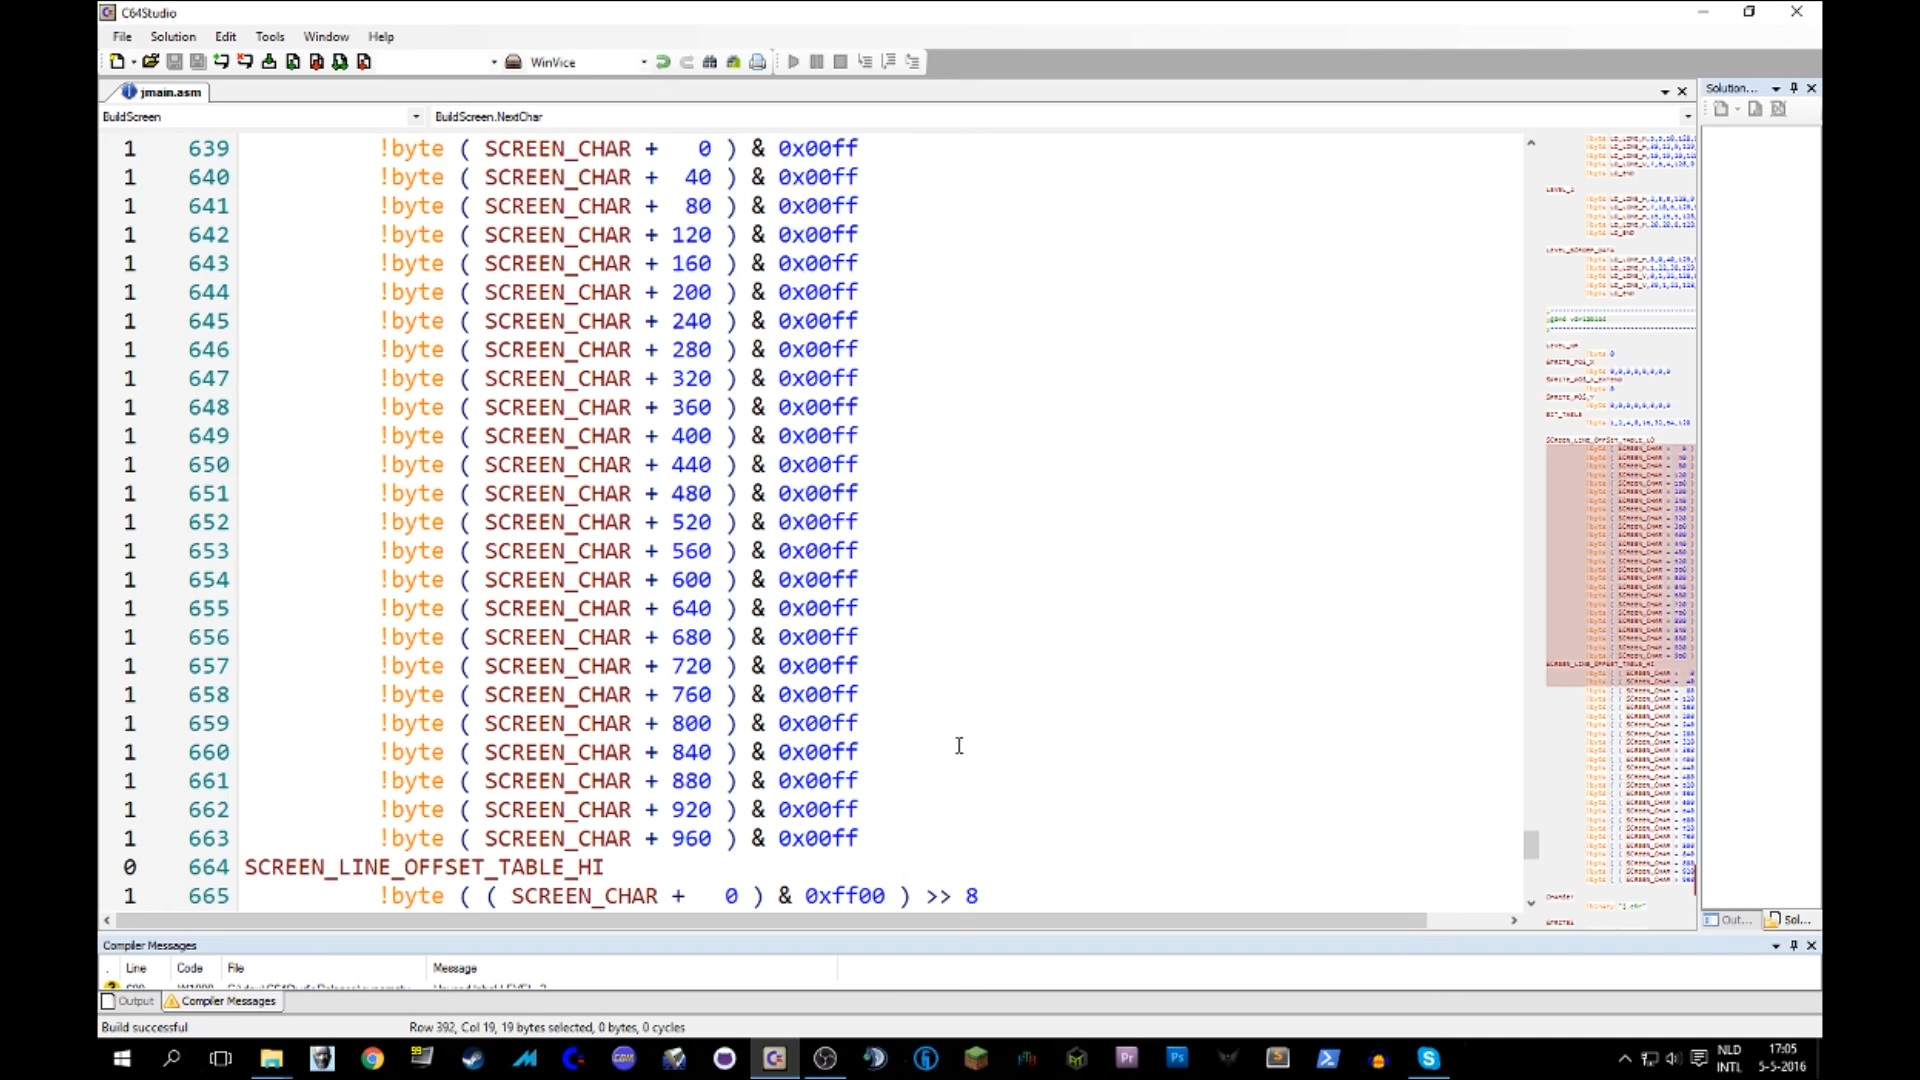 C64Studio
File Solution Edit Tools Window Help
WinVice
jmain.asm
Solution...
BuildScreen BuildScreen.NextChar
1 639 !byte ( SCREEN_CHAR + 0 ) & 0x00ff
1 640 !byte ( SCREEN_CHAR + 40 ) & 0x00ff
1 641 !byte ( SCREEN_CHAR + 80 ) & 0x00ff
1 642 !byte ( SCREEN_CHAR + 120 ) & 0x00ff
1 643 !byte ( SCREEN_CHAR + 160 ) & 0x00ff
1 644 !byte ( SCREEN_CHAR + 200 ) & 0x00ff
1 645 !byte ( SCREEN_CHAR + 240 ) & 0x00ff
1 646 !byte ( SCREEN_CHAR + 280 ) & 0x00ff
1 647 !byte ( SCREEN_CHAR + 320 ) & 0x00ff
1 648 !byte ( SCREEN_CHAR + 360 ) & 0x00ff
1 649 !byte ( SCREEN_CHAR + 400 ) & 0x00ff
1 650 !byte ( SCREEN_CHAR + 440 ) & 0x00ff
1 651 !byte ( SCREEN_CHAR + 480 ) & 0x00ff
1 652 !byte ( SCREEN_CHAR + 520 ) & 0x00ff
1 653 !byte ( SCREEN_CHAR + 560 ) & 0x00ff
1 654 !byte ( SCREEN_CHAR + 600 ) & 0x00ff
1 655 !byte ( SCREEN_CHAR + 640 ) & 0x00ff
1 656 !byte ( SCREEN_CHAR + 680 ) & 0x00ff
1 657 !byte ( SCREEN_CHAR + 720 ) & 0x00ff
1 658 !byte ( SCREEN_CHAR + 760 ) & 0x00ff
1 659 !byte ( SCREEN_CHAR + 800 ) & 0x00ff
1 660 !byte ( SCREEN_CHAR + 840 ) & 0x00ff
1 661 !byte ( SCREEN_CHAR + 880 ) & 0x00ff
1 662 !byte ( SCREEN_CHAR + 920 ) & 0x00ff
1 663 !byte ( SCREEN_CHAR + 960 ) & 0x00ff
0 664 SCREEN_LINE_OFFSET_TABLE_HI
1 665 !byte ( ( SCREEN_CHAR + 0 ) & 0xff00 ) >> 8
Out... Sol...
Compiler Messages
. Line Code File Message
Output Compiler Messages
Build successful Row 392, Col 19, 19 bytes selected, 0 bytes, 0 cycles
99 Pr Ps S
NLD 17:05
INTL 5-5-2016